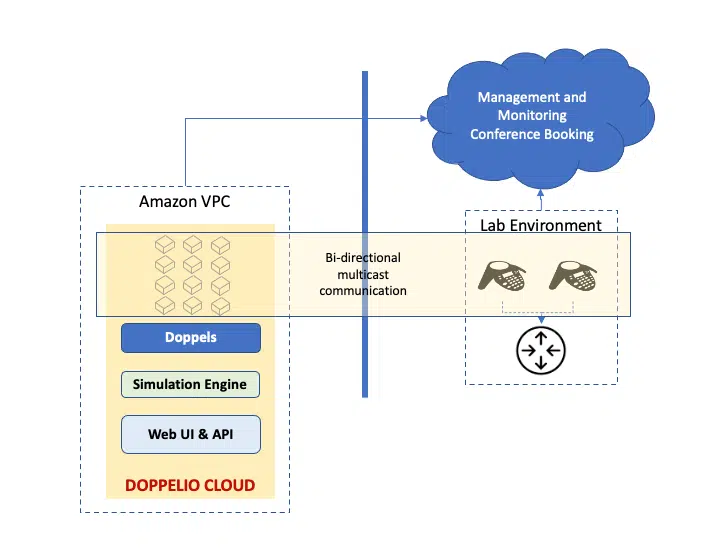 Management and
Monitoring
Conference Booking
Amazon VPC
Lab Environment
Bi-directional
multicast
communication
Doppels
Simulation Engine
Web UI & API
DOPPELIO CLOUD